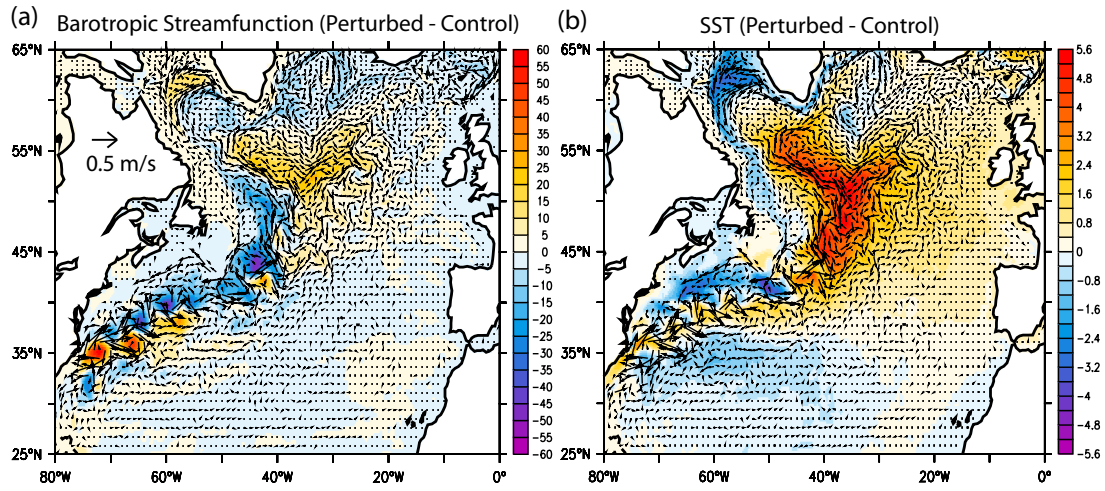 (a) Barotropic Streamfunction (Perturbed - Control)
65°N
55°N
45°N
35°N
25°N
80°W 60°W 40°W 20°W 0°
0.5 m/s
60
55
50
45
40
35
30
25
20
15
10
5
0
−5
−10
−15
−20
−25
−30
−35
−40
−45
−50
−55
−60
(b) SST (Perturbed - Control)
65°N
55°N
45°N
35°N
25°N
80°W 60°W 40°W 20°W 0°
5.6
4.8
4
3.2
2.4
1.6
0.8
0
−0.8
−1.6
−2.4
−3.2
−4
−4.8
−5.6